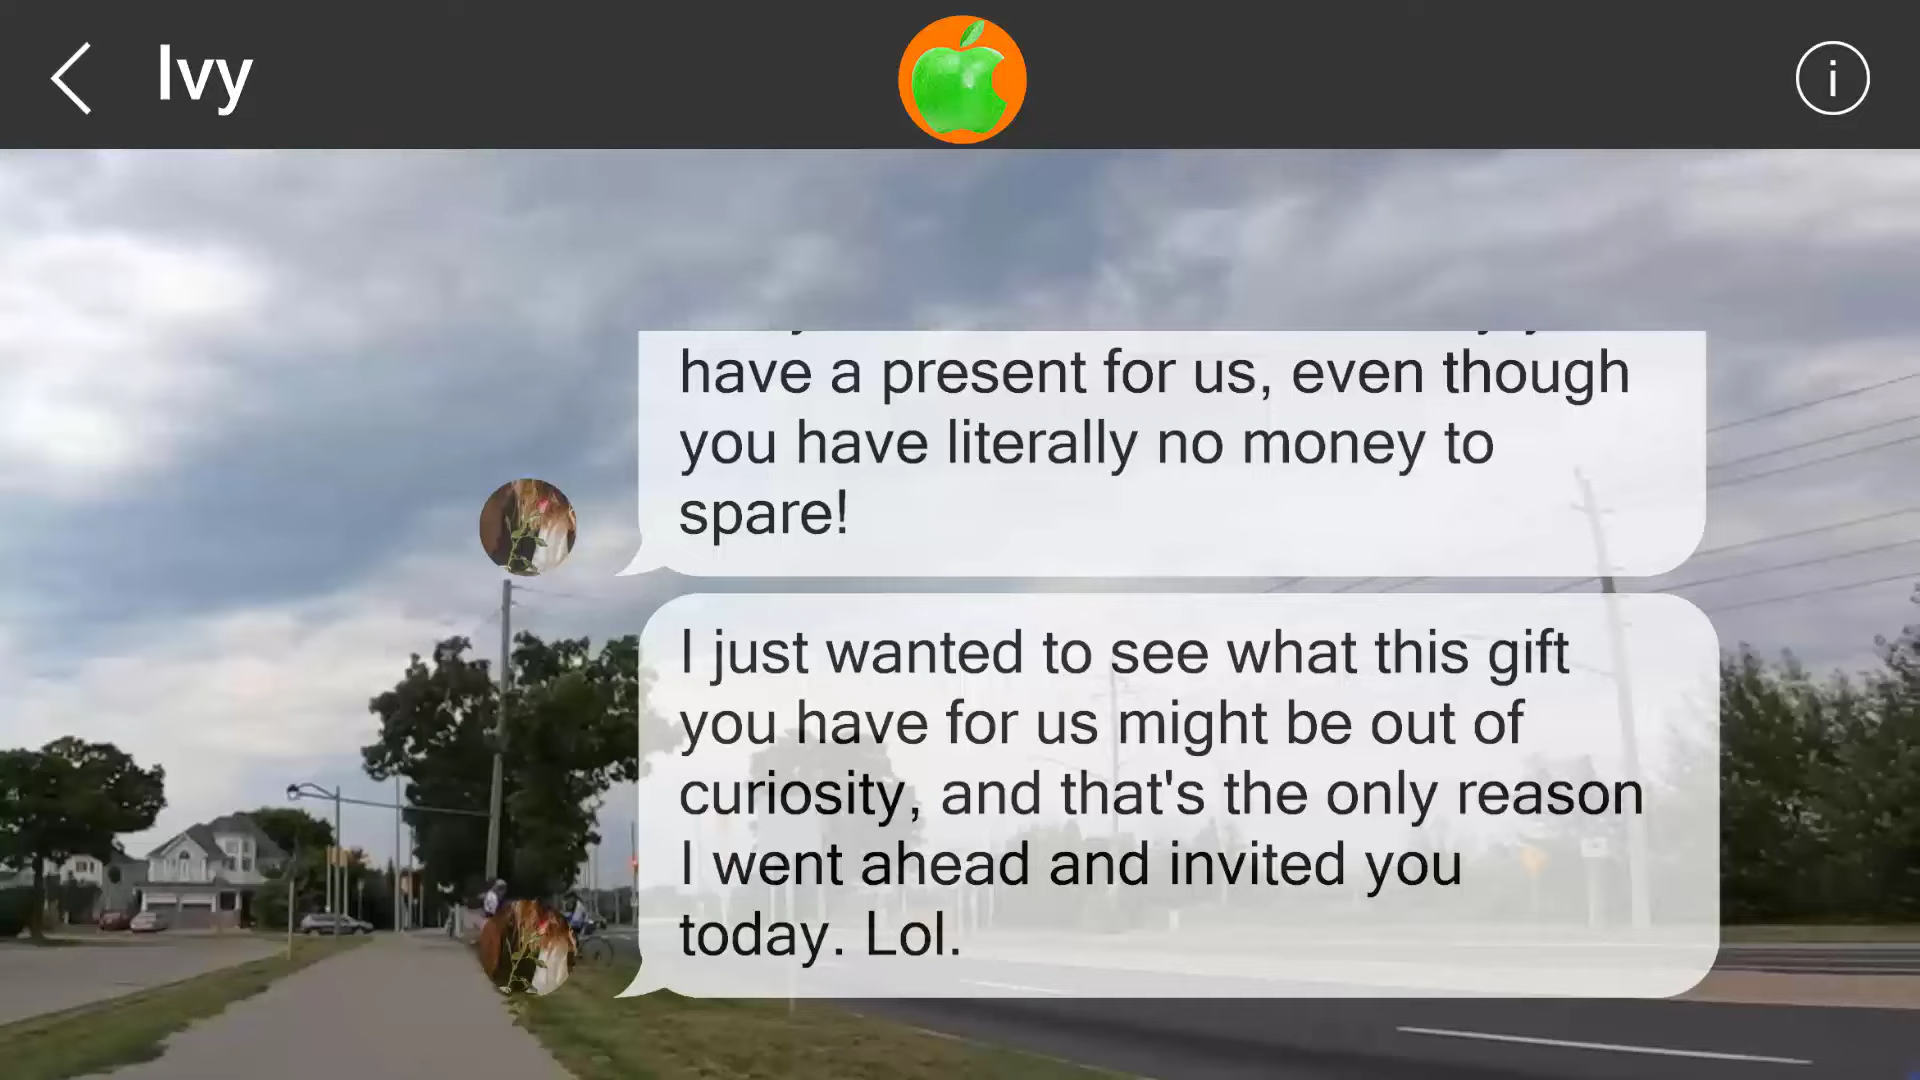 Ivy
i
have a present for us, even though
you have literally no money to
spare!
I just wanted to see what this gift
you have for us might be out of
curiosity, and that's the only reason
I went ahead and invited you
today. Lol.